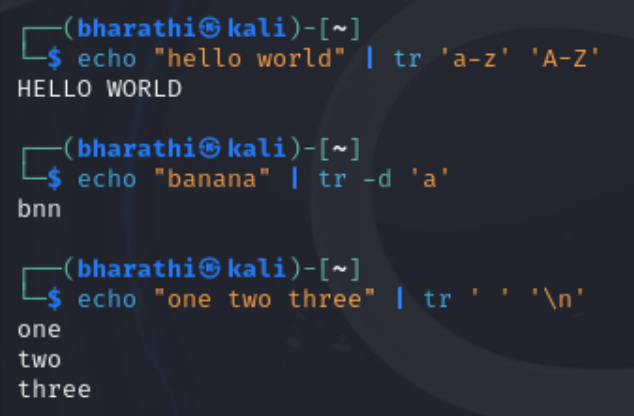 ┌──(bharathi㉿kali)-[~]
└─$ echo "hello world" | tr 'a-z' 'A-Z'
HELLO WORLD

┌──(bharathi㉿kali)-[~]
└─$ echo "banana" | tr -d 'a'
bnn

┌──(bharathi㉿kali)-[~]
└─$ echo "one two three" | tr ' ' '\n'
one
two
three